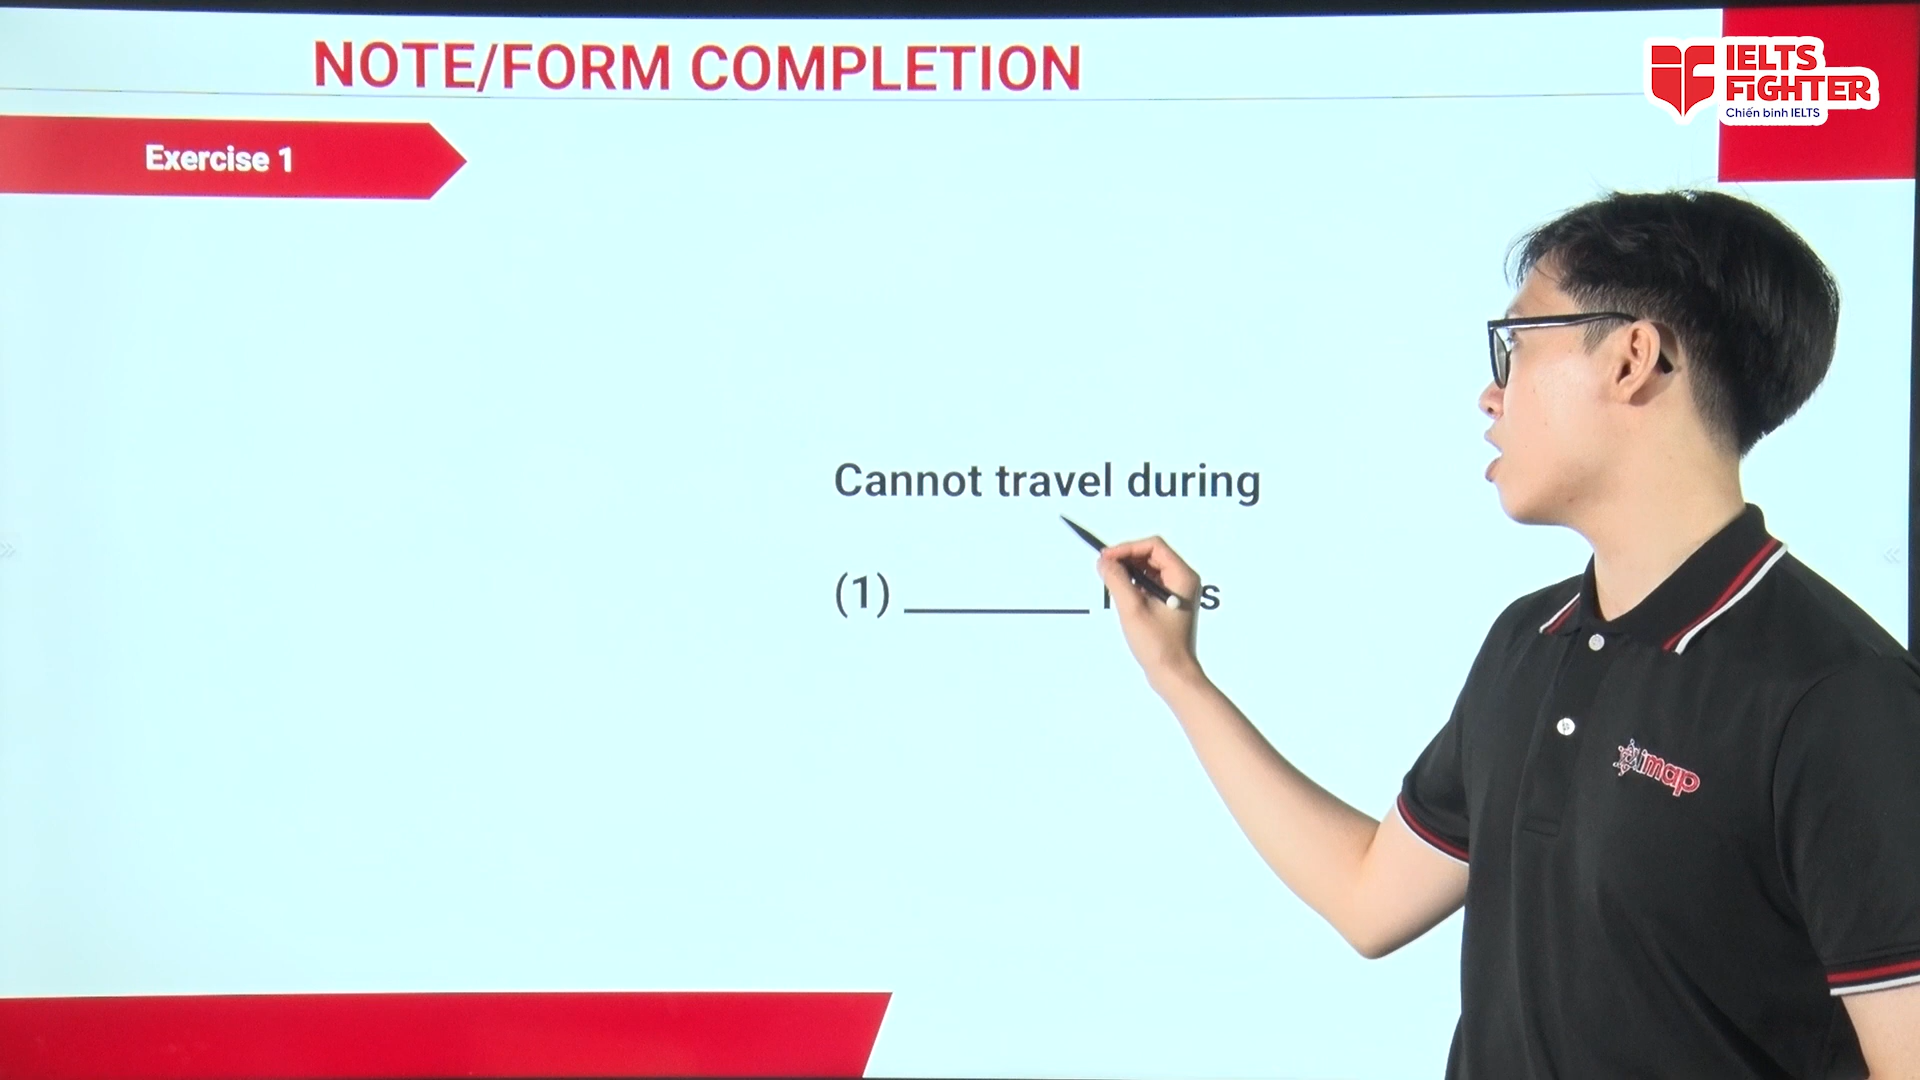 NOTE/FORM COMPLETION
IELTS
FiGHTER
Chiến binh IELTS
Exercise 1
Cannot travel during
(1) ________
imap